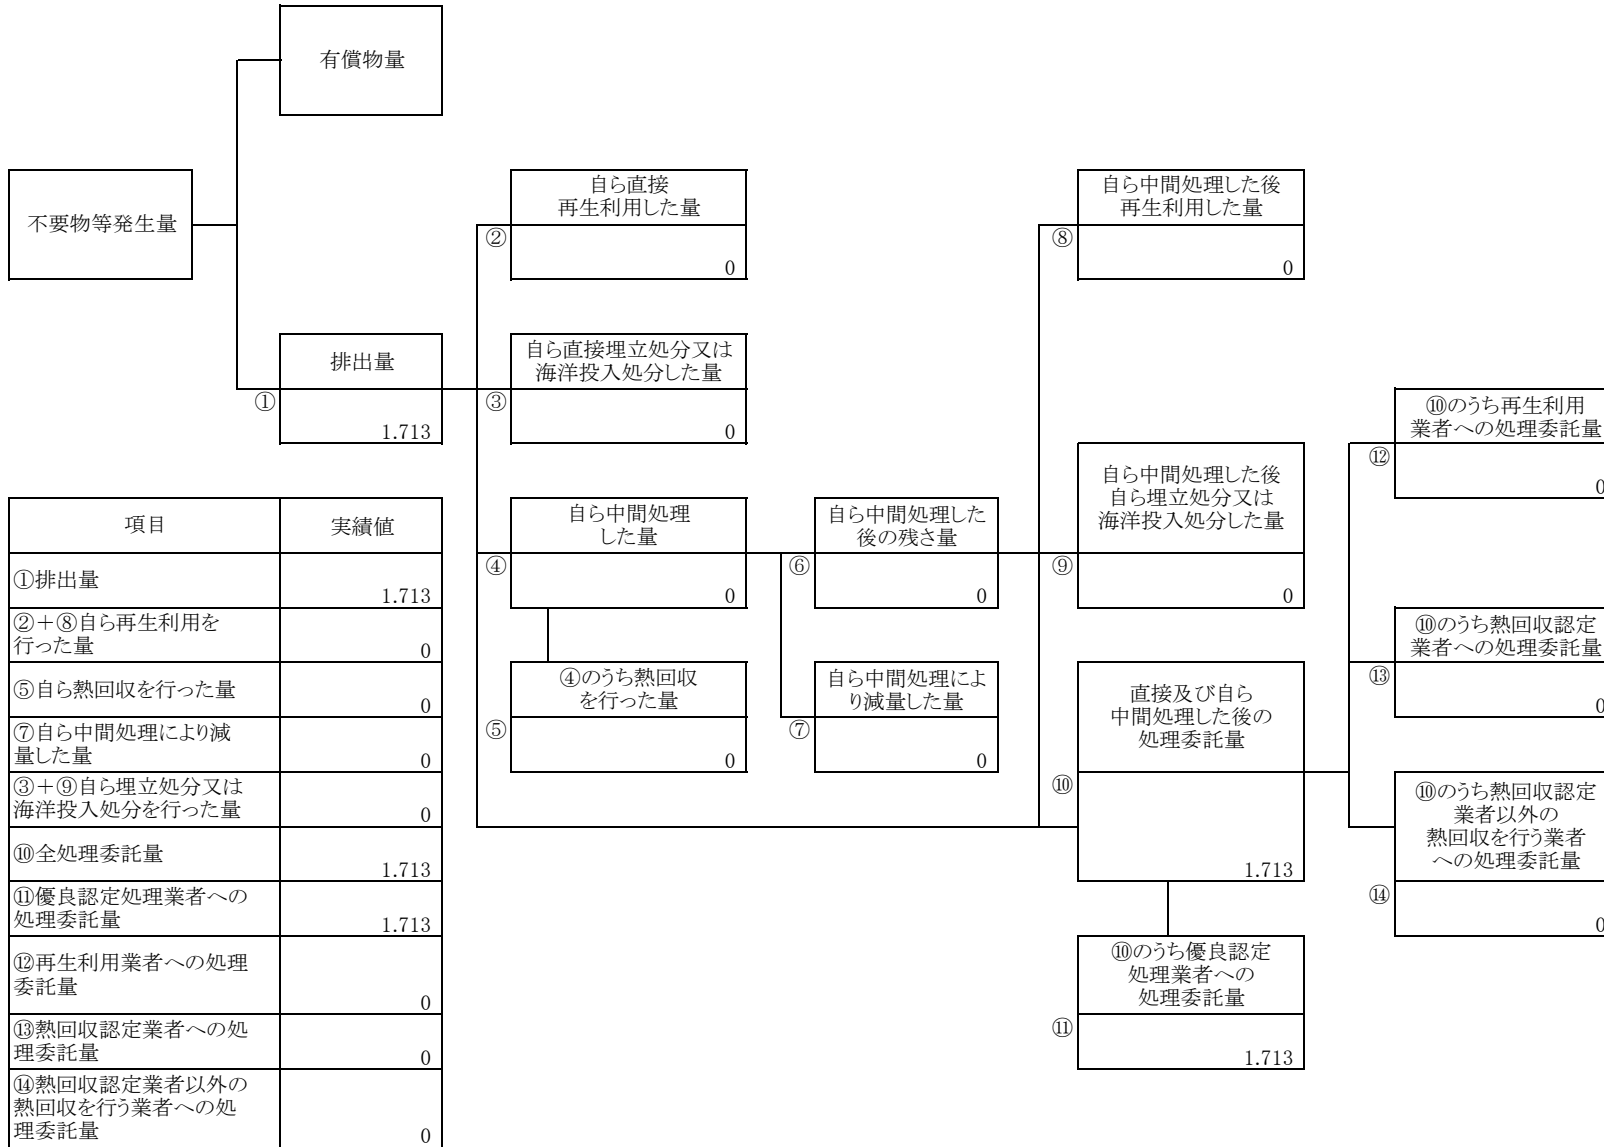 有償物量
不要物等発生量
自ら直接
再生利用した量
②
0
自ら中間処理した後
再生利用した量
⑧
0
排出量
①
1.713
自ら直接埋立処分又は
海洋投入処分した量
③
0
⑩のうち再生利用
業者への処理委託量
⑫
0
自ら中間処理
した量
④
0
自ら中間処理した
後の残さ量
⑥
0
自ら中間処理した後
自ら埋立処分又は
海洋投入処分した量
⑨
0
⑩のうち熱回収認定
業者への処理委託量
⑬
0
④のうち熱回収
を行った量
⑤
0
自ら中間処理によ
り減量した量
⑦
0
直接及び自ら
中間処理した後の
処理委託量
⑩
1.713
⑩のうち熱回収認定
業者以外の
熱回収を行う業者
への処理委託量
⑭
0
⑩のうち優良認定
処理業者への
処理委託量
⑪
1.713
項目 実績値
①排出量
1.713
②+⑧自ら再生利用を
行った量
0
⑤自ら熱回収を行った量
0
⑦自ら中間処理により減
量した量
0
③+⑨自ら埋立処分又は
海洋投入処分を行った量
0
⑩全処理委託量
1.713
⑪優良認定処理業者への
処理委託量
1.713
⑫再生利用業者への処理
委託量
0
⑬熱回収認定業者への処
理委託量
0
⑭熱回収認定業者以外の
熱回収を行う業者への処
理委託量
0